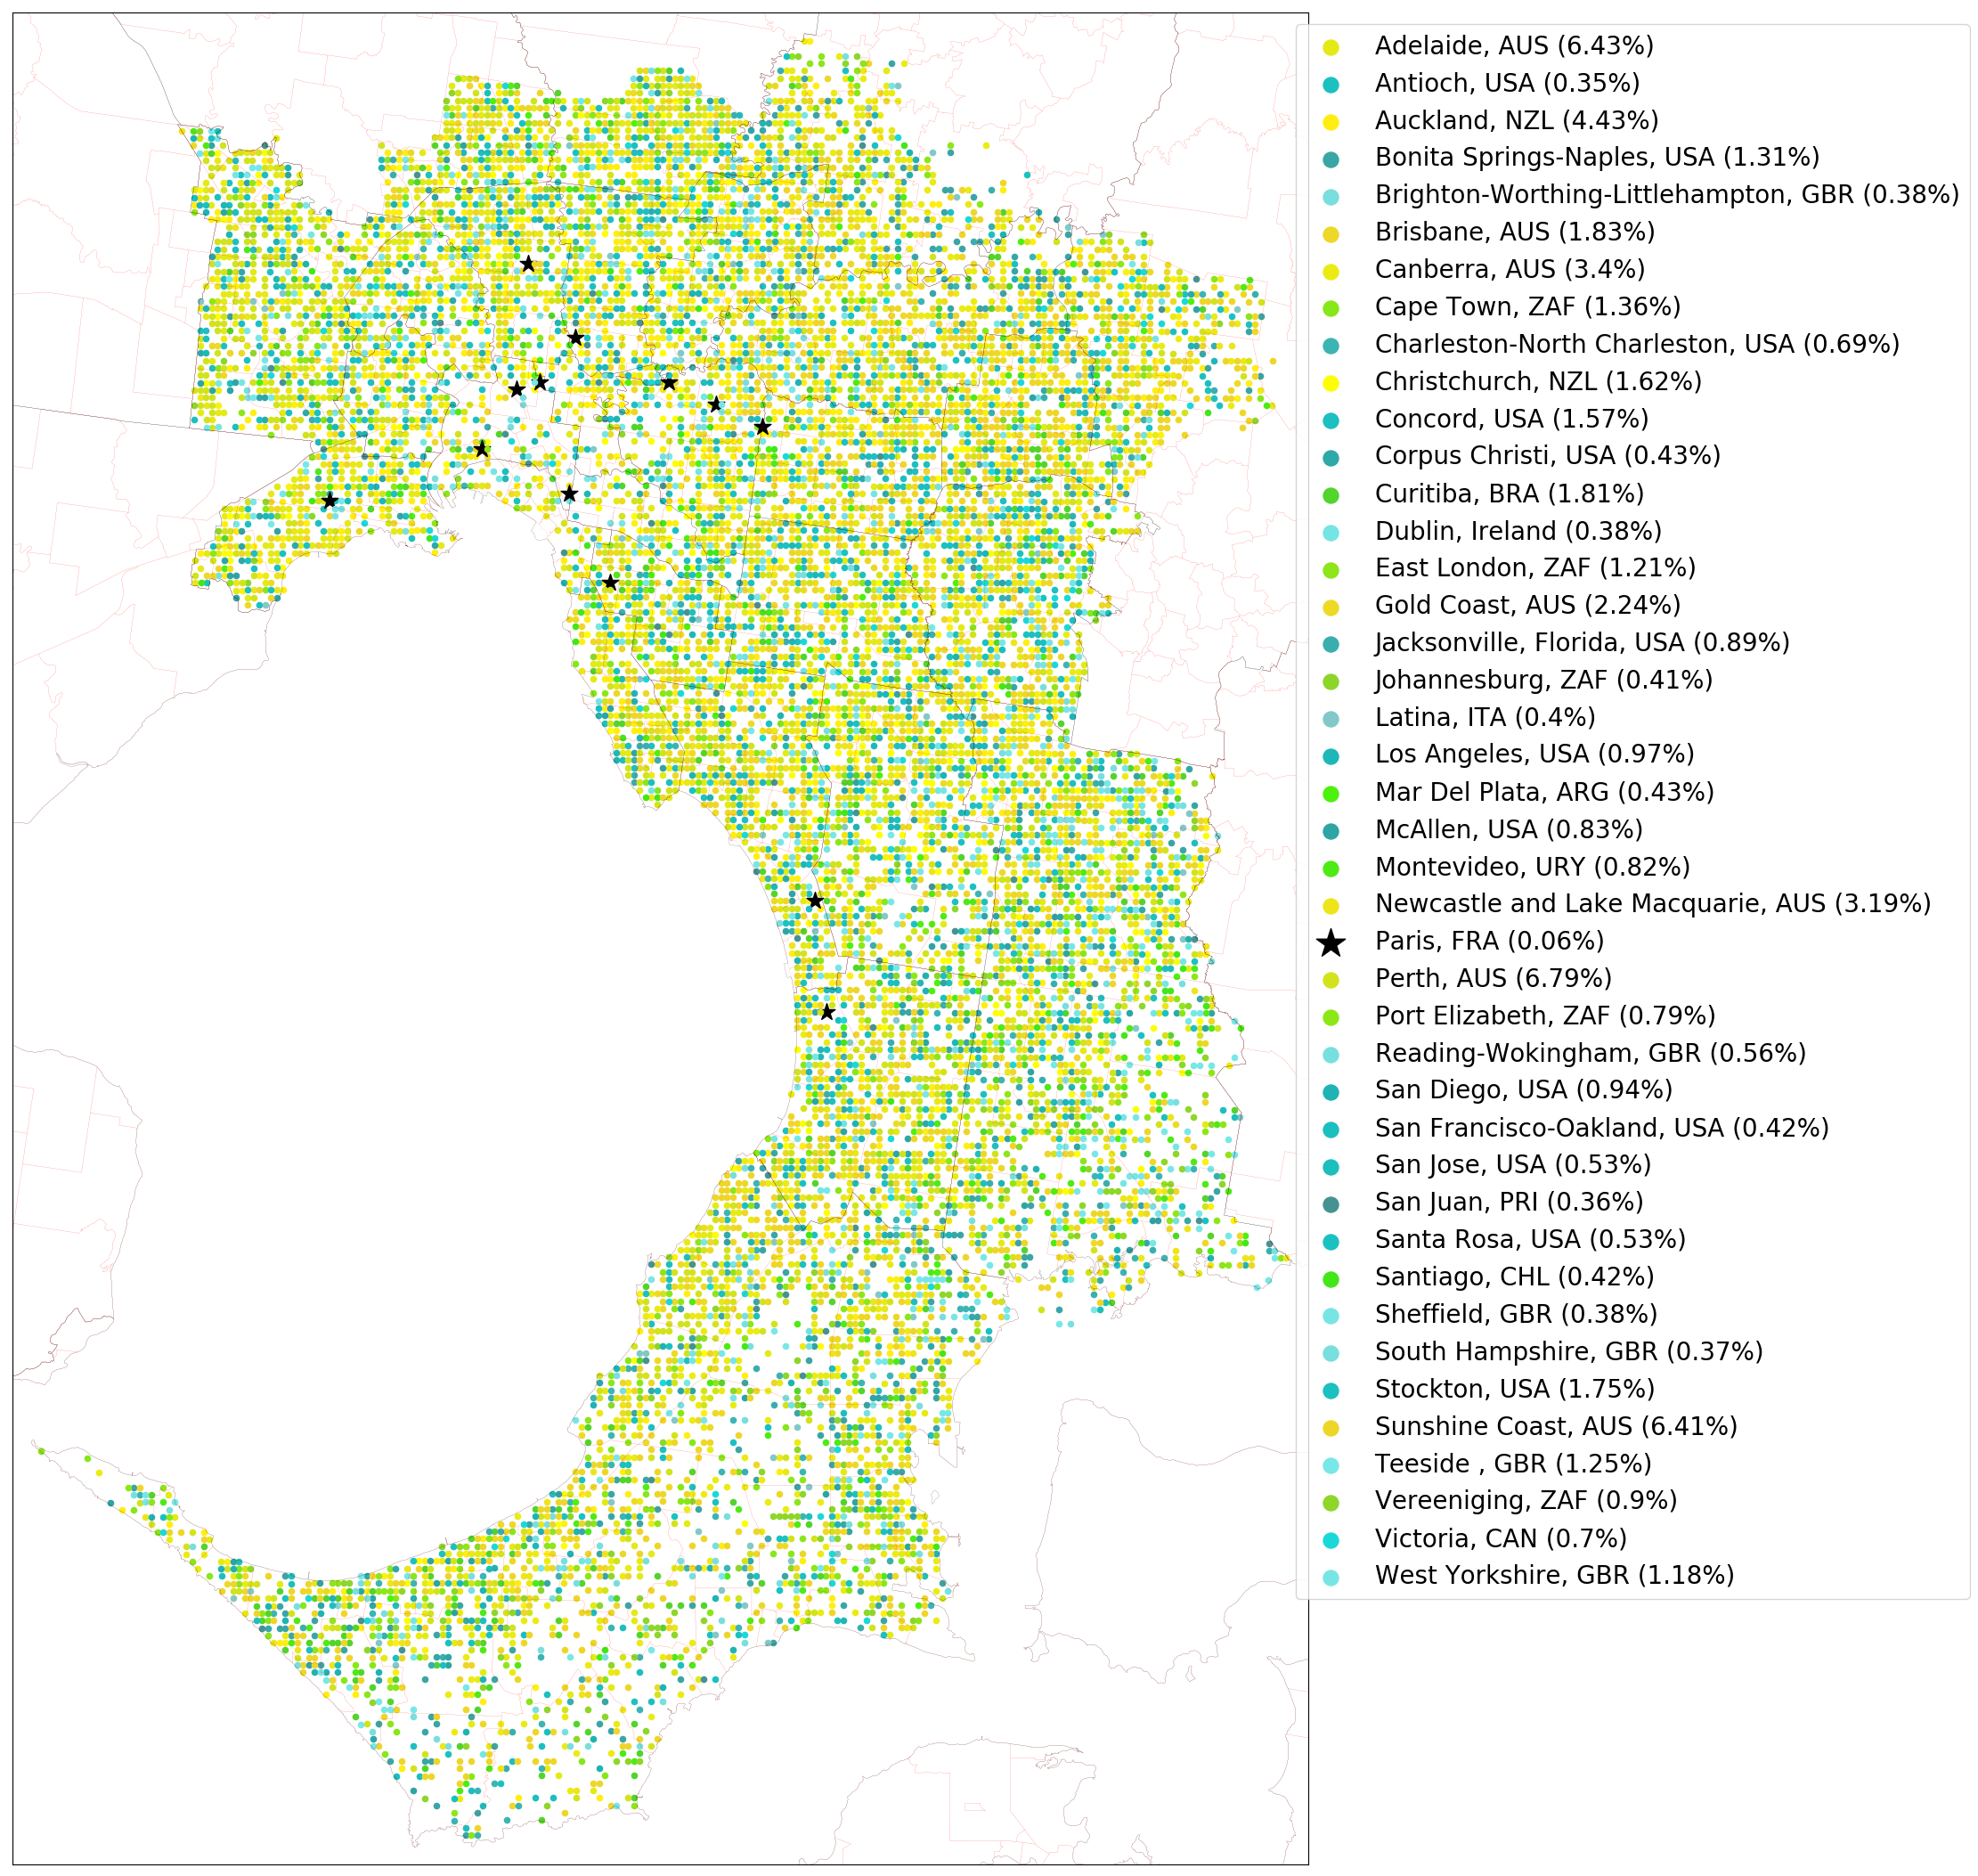 Adelaide, AUS (6.43%)
Antioch, USA (0.35%)
Auckland, NZL (4.43%)
Bonita Springs-Naples, USA (1.31%)
Brighton-Worthing-Littlehampton, GBR (0.38%)
Brisbane, AUS (1.83%)
Canberra, AUS (3.4%)
Cape Town, ZAF (1.36%)
Charleston-North Charleston, USA (0.69%)
Christchurch, NZL (1.62%)
Concord, USA (1.57%)
Corpus Christi, USA (0.43%)
Curitiba, BRA (1.81%)
Dublin, Ireland (0.38%)
East London, ZAF (1.21%)
Gold Coast, AUS (2.24%)
Jacksonville, Florida, USA (0.89%)
Johannesburg, ZAF (0.41%)
Latina, ITA (0.4%)
Los Angeles, USA (0.97%)
Mar Del Plata, ARG (0.43%)
McAllen, USA (0.83%)
Montevideo, URY (0.82%)
Newcastle and Lake Macquarie, AUS (3.19%)
Paris, FRA (0.06%)
Perth, AUS (6.79%)
Port Elizabeth, ZAF (0.79%)
Reading-Wokingham, GBR (0.56%)
San Diego, USA (0.94%)
San Francisco-Oakland, USA (0.42%)
San Jose, USA (0.53%)
San Juan, PRI (0.36%)
Santa Rosa, USA (0.53%)
Santiago, CHL (0.42%)
Sheffield, GBR (0.38%)
South Hampshire, GBR (0.37%)
Stockton, USA (1.75%)
Sunshine Coast, AUS (6.41%)
Teeside , GBR (1.25%)
Vereeniging, ZAF (0.9%)
Victoria, CAN (0.7%)
West Yorkshire, GBR (1.18%)